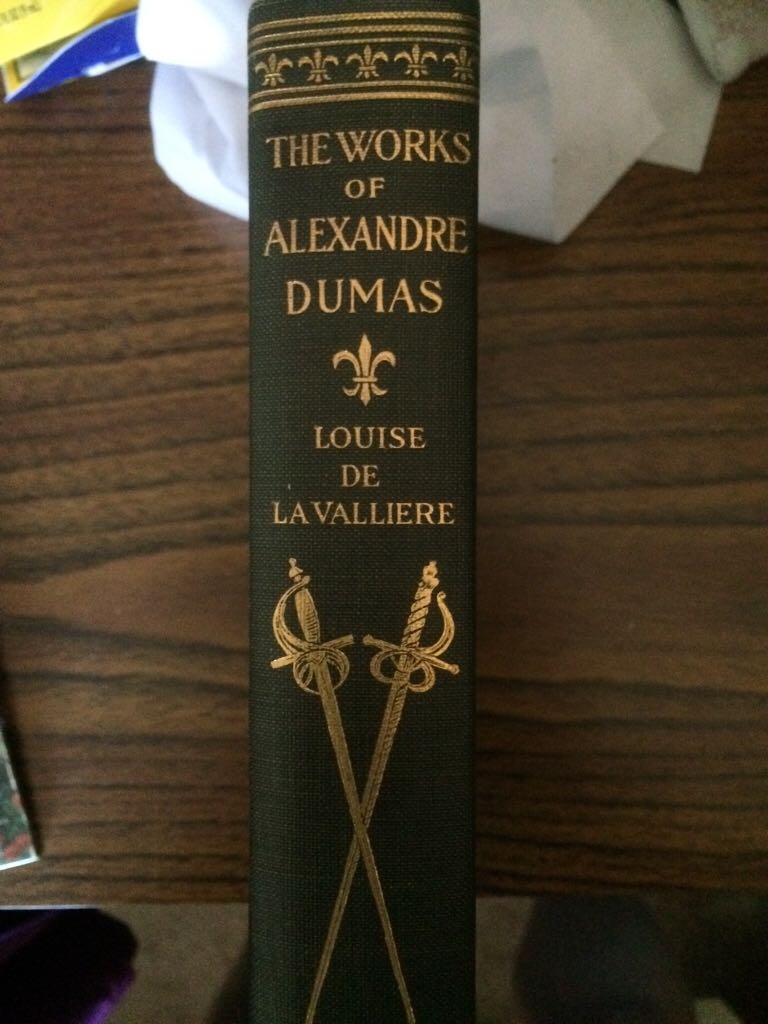 THE WORKS
OF
ALEXANDRE
DUMAS
LOUISE
DE
LA VALLIERE